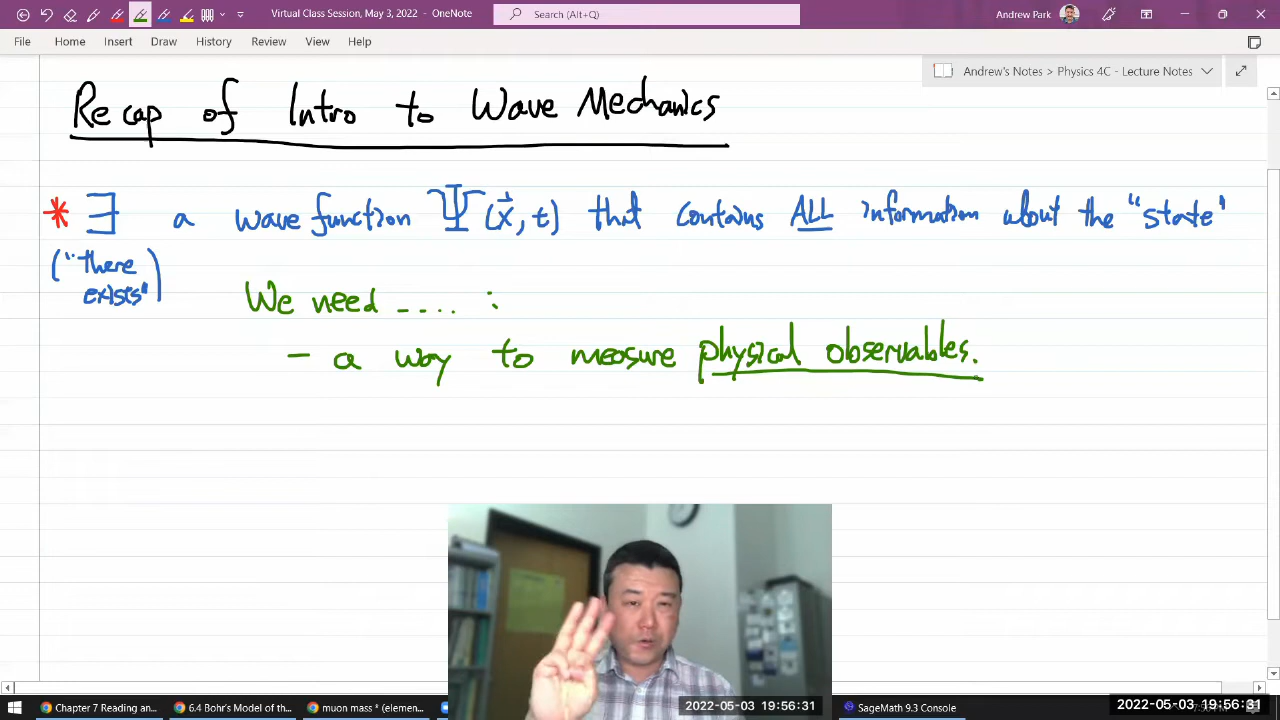 Virtual Class Session, May 3, 2022 - OneNote
Search (Alt+Q)
Andrew Park
File Home Insert Draw History Review View Help
Andrew's Notes > Physics 4C - Lecture Notes
Recap of Intro to Wave Mechanics
* ∃ a wave function Ψ(x⃗, t) that contains ALL information about the "state"
("there
exists")
We need ---- :
- a way to measure physical observables.
2022-05-03 19:56:31
Chapter 7 Reading an
6.4 Bohr's Model of th
muon mass * (elemen
SageMath 9.3 Console
2022-05-03 19:56:31